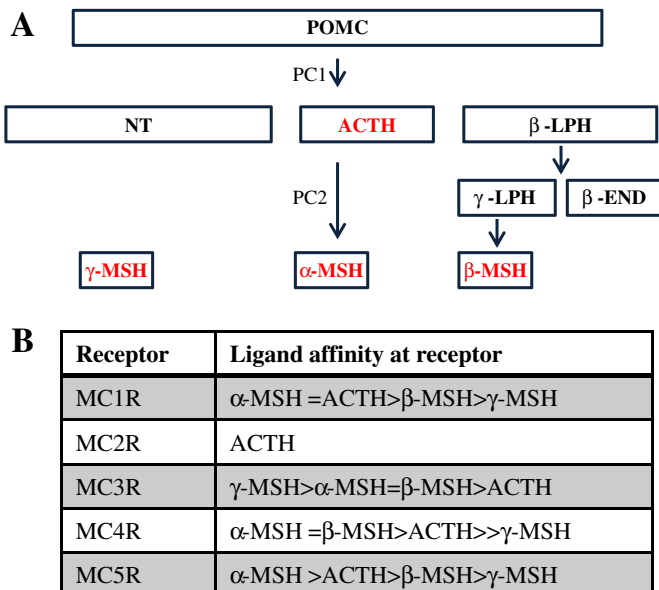 A
POMC
PC1
NT
ACTH
β -LPH
PC2
γ -LPH
β -END
γ-MSH
α-MSH
β-MSH
B
Receptor Ligand affinity at receptor
MC1R α-MSH =ACTH>β-MSH>γ-MSH
MC2R ACTH
MC3R γ-MSH>α-MSH=β-MSH>ACTH
MC4R α-MSH =β-MSH>ACTH>>γ-MSH
MC5R α-MSH >ACTH>β-MSH>γ-MSH